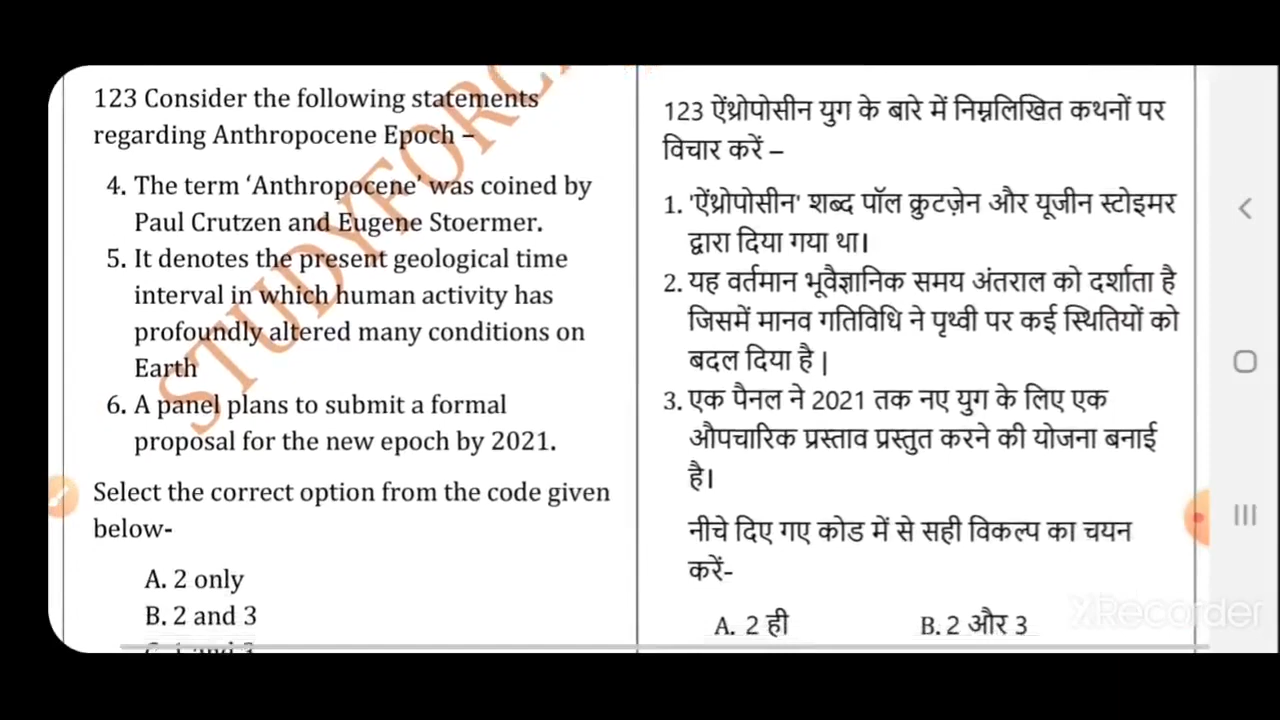 123 Consider the following statements
regarding Anthropocene Epoch –
4. The term ‘Anthropocene’ was coined by
Paul Crutzen and Eugene Stoermer.
5. It denotes the present geological time
interval in which human activity has
profoundly altered many conditions on
Earth
6. A panel plans to submit a formal
proposal for the new epoch by 2021.
Select the correct option from the code given
below-
A. 2 only
B. 2 and 3
C. 1 and 3
123 ऐंथ्रोपोसीन युग के बारे में निम्नलिखित कथनों पर
विचार करें –
1. 'ऐंथ्रोपोसीन' शब्द पॉल क्रुटज़ेन और यूजीन स्टोइमर
द्वारा दिया गया था।
2. यह वर्तमान भूवैज्ञानिक समय अंतराल को दर्शाता है
जिसमें मानव गतिविधि ने पृथ्वी पर कई स्थितियों को
बदल दिया है |
3. एक पैनल ने 2021 तक नए युग के लिए एक
औपचारिक प्रस्ताव प्रस्तुत करने की योजना बनाई
है।
नीचे दिए गए कोड में से सही विकल्प का चयन
करें-
A. 2 ही B. 2 और 3
STUDYFORC
XRecorder